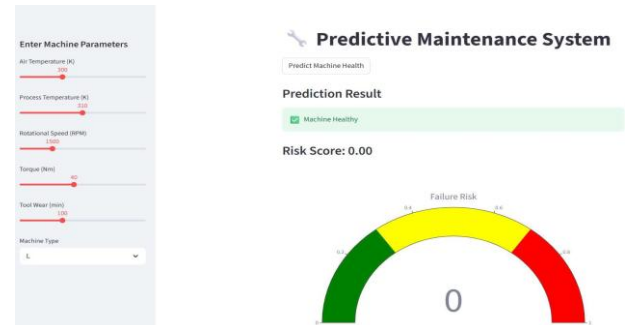 Enter Machine Parameters
Air Temperature (K)
300
Process Temperature (K)
310
Rotational Speed (RPM)
1500
Torque (Nm)
40
Tool Wear (min)
100
Machine Type
L
Predictive Maintenance System
Predict Machine Health
Prediction Result
Machine Healthy
Risk Score: 0.00
Failure Risk
0.4
0.6
0.2
0.8
0
0
1